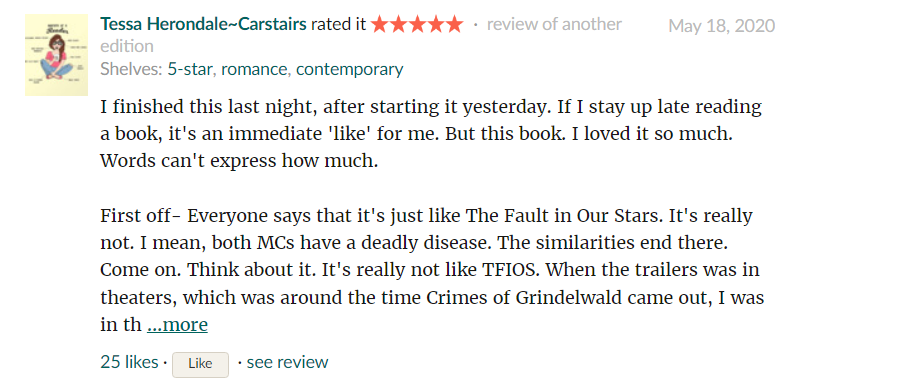 Tessa Herondale~Carstairs rated it ★★★★★ · review of another May 18, 2020
edition
Shelves: 5-star, romance, contemporary
I finished this last night, after starting it yesterday. If I stay up late reading
a book, it's an immediate 'like' for me. But this book. I loved it so much.
Words can't express how much.
First off- Everyone says that it's just like The Fault in Our Stars. It's really
not. I mean, both MCs have a deadly disease. The similarities end there.
Come on. Think about it. It's really not like TFIOS. When the trailers was in
theaters, which was around the time Crimes of Grindelwald came out, I was
in th ...more
25 likes · Like · see review